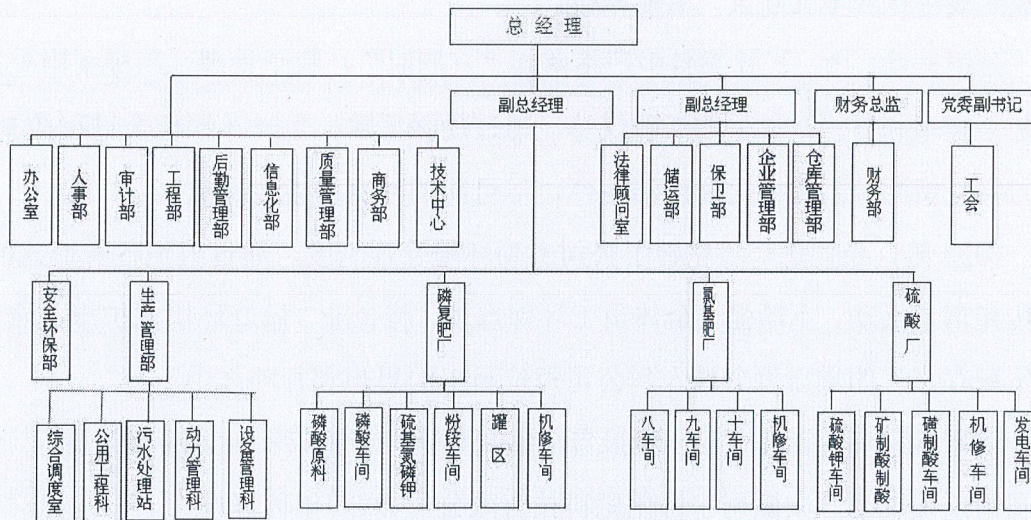 总经理
副总经理
副总经理
财务总监
党委副书记
办公室
人事部
审计部
工程部
后勤管理部
信息化部
质量管理部
商务部
技术中心
法律顾问室
储运部
保卫部
企业管理部
仓库管理部
财务部
工会
安全环保部
生产管理部
磷复肥厂
氯基肥厂
硫酸厂
综合调度室
公用工程科
污水处理站
动力管理科
设备管理科
磷酸原料
磷酸车间
硫基氮磷钾
粉铵车间
罐区
机修车间
八车间
九车间
十车间
机修车间
硫酸钾车间
矿制酸制酸
磺制酸车间
机修车间
发电车间